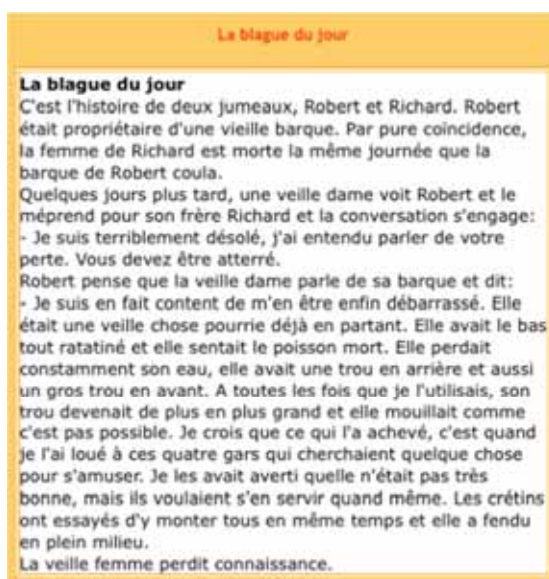 La blague du jour
La blague du jour
C'est l'histoire de deux jumeaux, Robert et Richard. Robert
était propriétaire d'une vieille barque. Par pure coïncidence,
la femme de Richard est morte la même journée que la
barque de Robert coula.
Quelques jours plus tard, une veille dame voit Robert et le
méprend pour son frère Richard et la conversation s'engage:
- Je suis terriblement désolé, j'ai entendu parler de votre
perte. Vous devez être atterré.
Robert pense que la veille dame parle de sa barque et dit:
- Je suis en fait content de m'en être enfin débarrassé. Elle
était une veille chose pourrie déjà en partant. Elle avait le bas
tout ratatiné et elle sentait le poisson mort. Elle perdait
constamment son eau, elle avait une trou en arrière et aussi
un gros trou en avant. A toutes les fois que je l'utilisais, son
trou devenait de plus en plus grand et elle mouillait comme
c'est pas possible. Je crois que ce qui l'a achevé, c'est quand
je l'ai loué à ces quatre gars qui cherchaient quelque chose
pour s'amuser. Je les avait averti quelle n'était pas très
bonne, mais ils voulaient s'en servir quand même. Les crétins
ont essayés d'y monter tous en même temps et elle a fendu
en plein milieu.
La veille femme perdit connaissance.